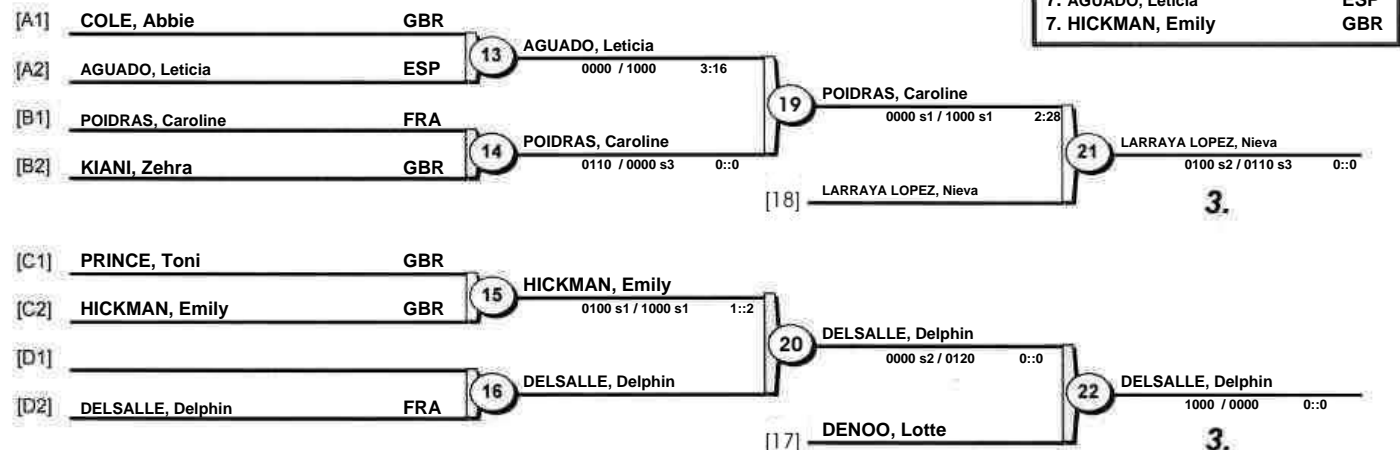 7. AGUADO, Leticia ESP
7. HICKMAN, Emily GBR
[A1] COLE, Abbie GBR
13 AGUADO, Leticia
0000 / 1000 3:16
[A2] AGUADO, Leticia ESP
19 POIDRAS, Caroline
0000 s1 / 1000 s1 2:28
[B1] POIDRAS, Caroline FRA
14 POIDRAS, Caroline
0110 / 0000 s3 0::0
[B2] KIANI, Zehra GBR
21 LARRAYA LOPEZ, Nieva
0100 s2 / 0110 s3 0::0
[18] LARRAYA LOPEZ, Nieva
3.
[C1] PRINCE, Toni GBR
15 HICKMAN, Emily
0100 s1 / 1000 s1 1::2
[C2] HICKMAN, Emily GBR
20 DELSALLE, Delphin
0000 s2 / 0120 0::0
[D1]
16 DELSALLE, Delphin
[D2] DELSALLE, Delphin FRA
22 DELSALLE, Delphin
1000 / 0000 0::0
[17] DENOO, Lotte
3.